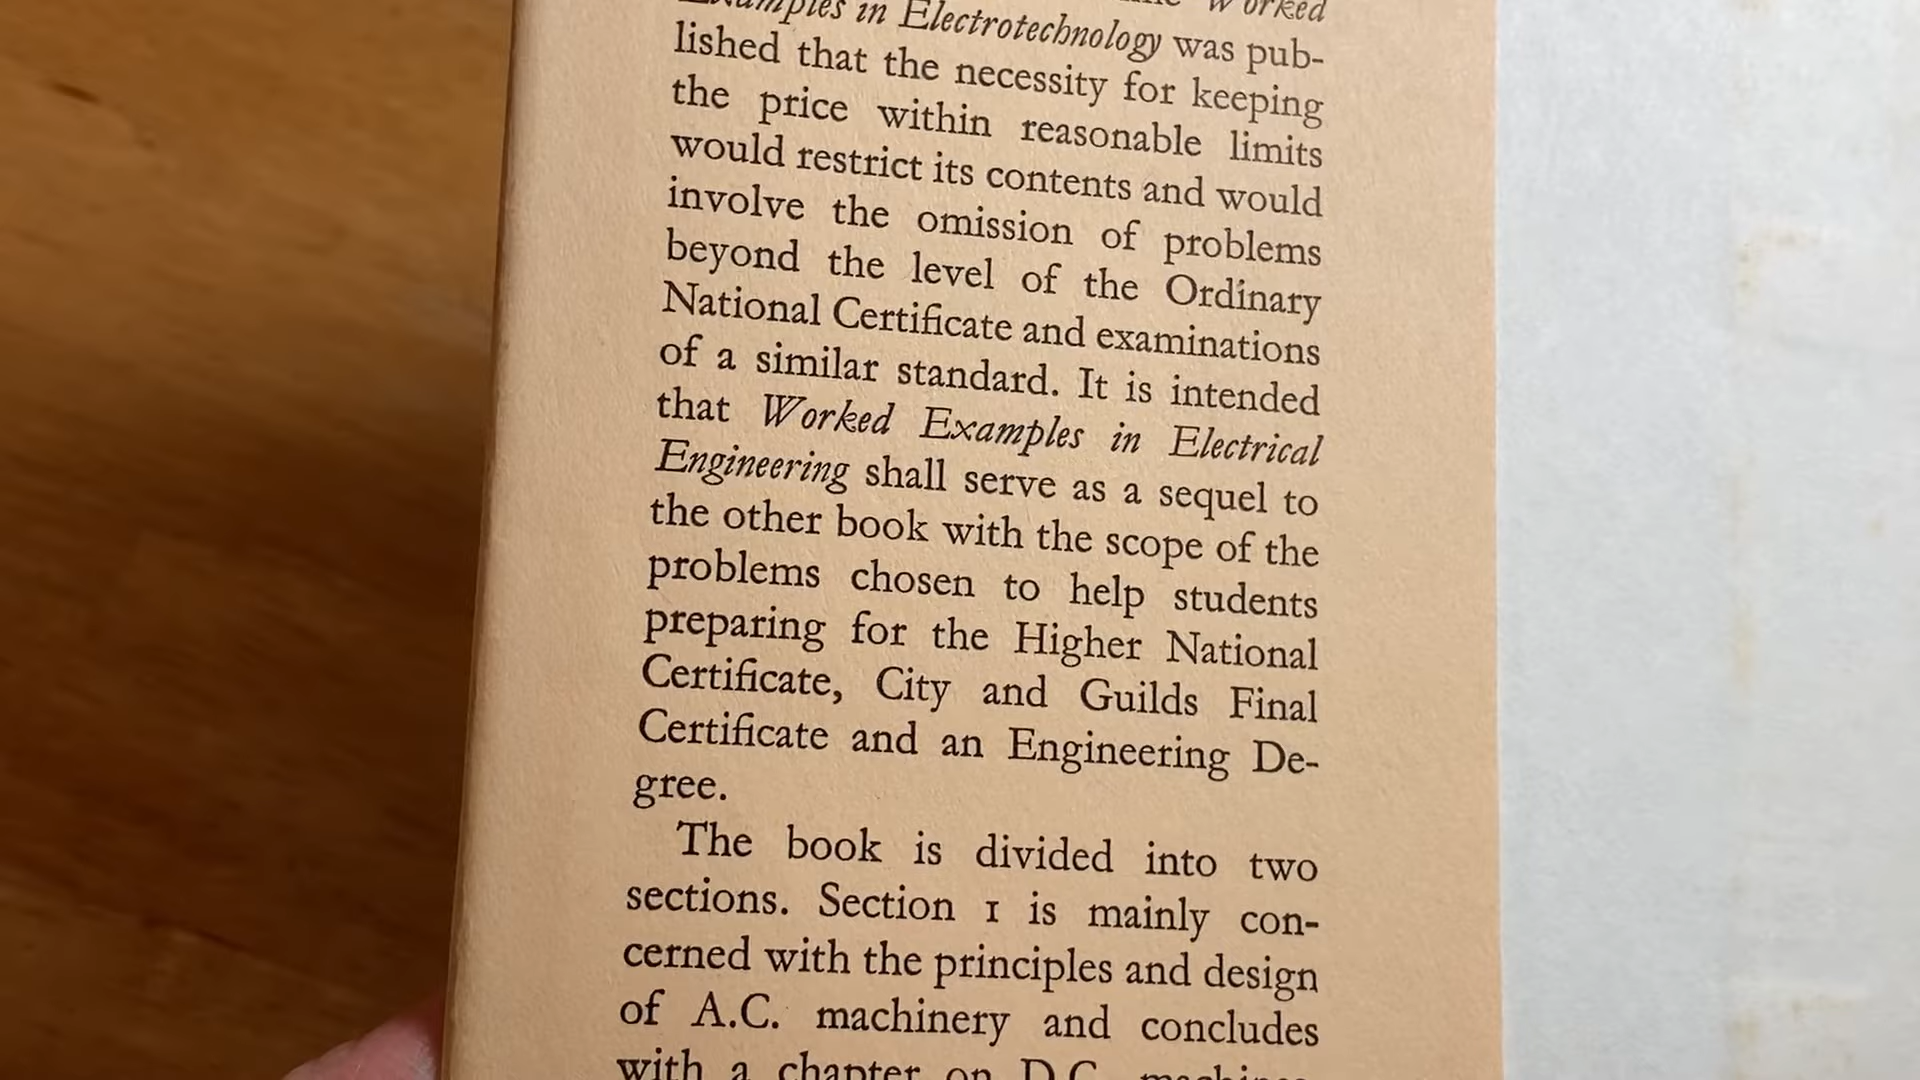 Worked
Examples in Electrotechnology was pub-
lished that the necessity for keeping
the price within reasonable limits
would restrict its contents and would
involve the omission of problems
beyond the level of the Ordinary
National Certificate and examinations
of a similar standard. It is intended
that Worked Examples in Electrical
Engineering shall serve as a sequel to
the other book with the scope of the
problems chosen to help students
preparing for the Higher National
Certificate, City and Guilds Final
Certificate and an Engineering De-
gree.
The book is divided into two
sections. Section 1 is mainly con-
cerned with the principles and design
of A.C. machinery and concludes
with a chapter on D.C. machines.